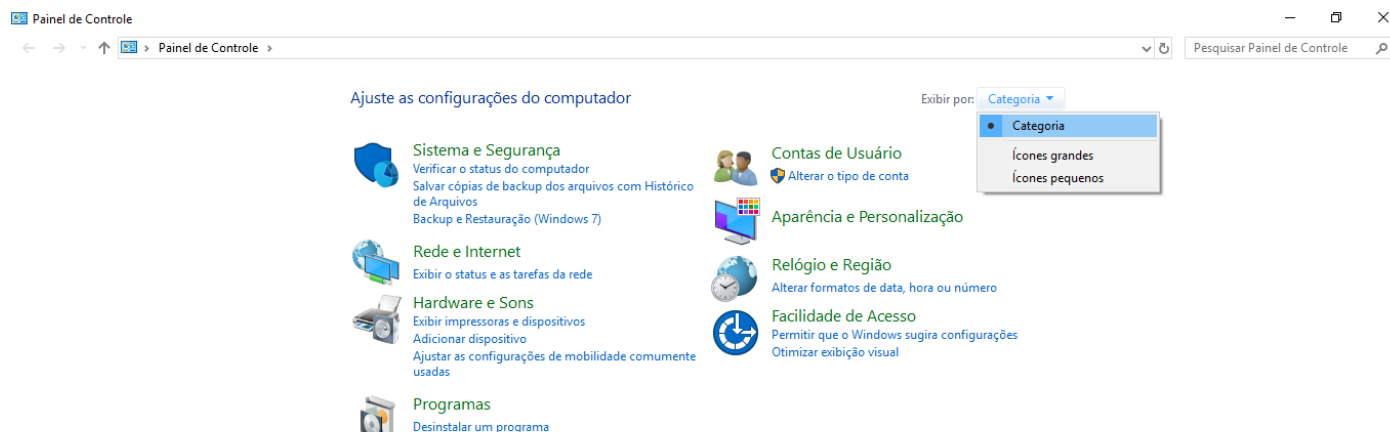 Painel de Controle
Painel de Controle
Pesquisar Painel de Controle
Ajuste as configurações do computador
Exibir por: Categoria
Categoria
Ícones grandes
Ícones pequenos
Sistema e Segurança
Verificar o status do computador
Salvar cópias de backup dos arquivos com Histórico
de Arquivos
Backup e Restauração (Windows 7)
Rede e Internet
Exibir o status e as tarefas da rede
Hardware e Sons
Exibir impressoras e dispositivos
Adicionar dispositivo
Ajustar as configurações de mobilidade comumente
usadas
Programas
Desinstalar um programa
Contas de Usuário
Alterar o tipo de conta
Aparência e Personalização
Relógio e Região
Alterar formatos de data, hora ou número
Facilidade de Acesso
Permitir que o Windows sugira configurações
Otimizar exibição visual